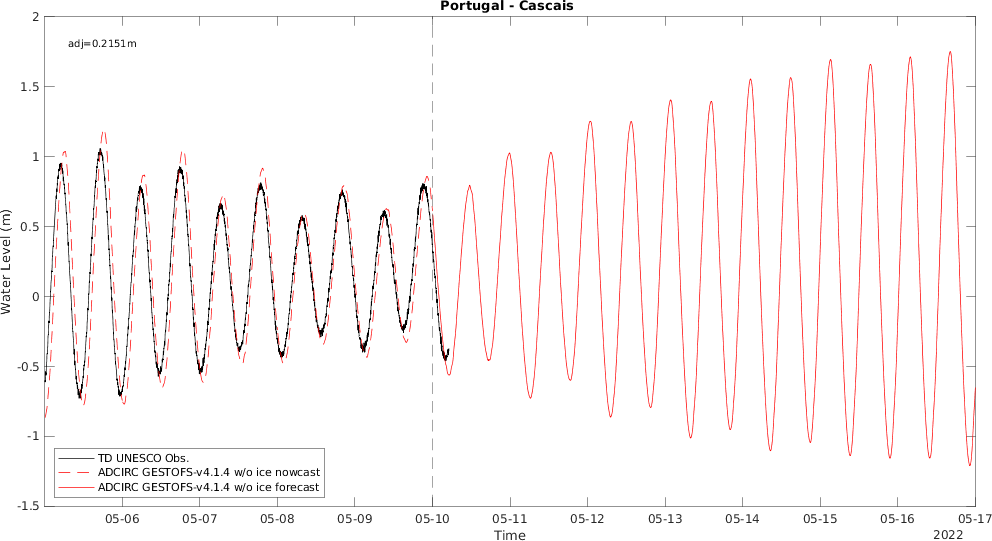 Portugal - Cascais
adj=0.2151m
2
1.5
1
0.5
0
-0.5
-1
-1.5
Water Level (m)
TD UNESCO Obs.
ADCIRC GESTOFS-v4.1.4 w/o ice nowcast
ADCIRC GESTOFS-v4.1.4 w/o ice forecast
05-06 05-07 05-08 05-09 05-10 05-11 05-12 05-13 05-14 05-15 05-16 05-17
Time
2022